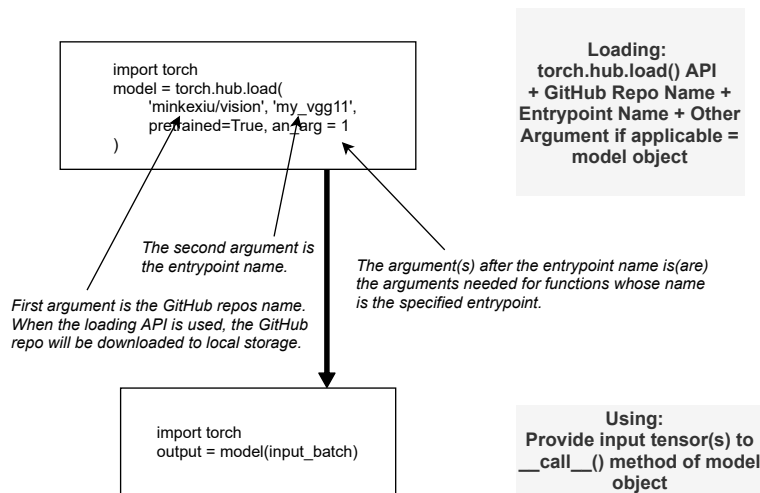 import torch
model = torch.hub.load(
'minkexiu/vision', 'my_vgg11',
pretrained=True, an_arg = 1
)
Loading:
torch.hub.load() API
+ GitHub Repo Name +
Entrypoint Name + Other
Argument if applicable =
model object
The second argument is
the entrypoint name.
The argument(s) after the entrypoint name is(are)
the arguments needed for functions whose name
is the specified entrypoint.
First argument is the GitHub repos name.
When the loading API is used, the GitHub
repo will be downloaded to local storage.
import torch
output = model(input_batch)
Using:
Provide input tensor(s) to
__call__() method of model
object